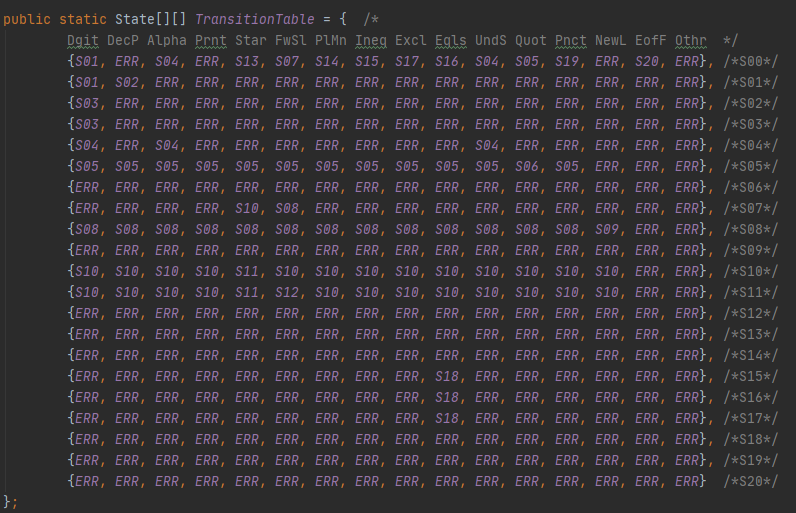 public static State[][] TransitionTable = {  /*
Dgit DecP Alpha Prnt Star FwSl PlMn Ineq Excl Eqls UndS Quot Pnct NewL EofF Othr  */
{S01, ERR, S04, ERR, S13, S07, S14, S15, S17, S16, S04, S05, S19, ERR, S20, ERR}, /*S00*/
{S01, S02, ERR, ERR, ERR, ERR, ERR, ERR, ERR, ERR, ERR, ERR, ERR, ERR, ERR, ERR}, /*S01*/
{S03, ERR, ERR, ERR, ERR, ERR, ERR, ERR, ERR, ERR, ERR, ERR, ERR, ERR, ERR, ERR}, /*S02*/
{S03, ERR, ERR, ERR, ERR, ERR, ERR, ERR, ERR, ERR, ERR, ERR, ERR, ERR, ERR, ERR}, /*S03*/
{S04, ERR, S04, ERR, ERR, ERR, ERR, ERR, ERR, ERR, S04, ERR, ERR, ERR, ERR, ERR}, /*S04*/
{S05, S05, S05, S05, S05, S05, S05, S05, S05, S05, S05, S06, S05, ERR, ERR, ERR}, /*S05*/
{ERR, ERR, ERR, ERR, ERR, ERR, ERR, ERR, ERR, ERR, ERR, ERR, ERR, ERR, ERR, ERR}, /*S06*/
{ERR, ERR, ERR, ERR, S10, S08, ERR, ERR, ERR, ERR, ERR, ERR, ERR, ERR, ERR, ERR}, /*S07*/
{S08, S08, S08, S08, S08, S08, S08, S08, S08, S08, S08, S08, S08, S09, ERR, ERR}, /*S08*/
{ERR, ERR, ERR, ERR, ERR, ERR, ERR, ERR, ERR, ERR, ERR, ERR, ERR, ERR, ERR, ERR}, /*S09*/
{S10, S10, S10, S10, S11, S10, S10, S10, S10, S10, S10, S10, S10, S10, ERR, ERR}, /*S10*/
{S10, S10, S10, S10, S11, S12, S10, S10, S10, S10, S10, S10, S10, S10, ERR, ERR}, /*S11*/
{ERR, ERR, ERR, ERR, ERR, ERR, ERR, ERR, ERR, ERR, ERR, ERR, ERR, ERR, ERR, ERR}, /*S12*/
{ERR, ERR, ERR, ERR, ERR, ERR, ERR, ERR, ERR, ERR, ERR, ERR, ERR, ERR, ERR, ERR}, /*S13*/
{ERR, ERR, ERR, ERR, ERR, ERR, ERR, ERR, ERR, ERR, ERR, ERR, ERR, ERR, ERR, ERR}, /*S14*/
{ERR, ERR, ERR, ERR, ERR, ERR, ERR, ERR, ERR, S18, ERR, ERR, ERR, ERR, ERR, ERR}, /*S15*/
{ERR, ERR, ERR, ERR, ERR, ERR, ERR, ERR, ERR, S18, ERR, ERR, ERR, ERR, ERR, ERR}, /*S16*/
{ERR, ERR, ERR, ERR, ERR, ERR, ERR, ERR, ERR, S18, ERR, ERR, ERR, ERR, ERR, ERR}, /*S17*/
{ERR, ERR, ERR, ERR, ERR, ERR, ERR, ERR, ERR, ERR, ERR, ERR, ERR, ERR, ERR, ERR}, /*S18*/
{ERR, ERR, ERR, ERR, ERR, ERR, ERR, ERR, ERR, ERR, ERR, ERR, ERR, ERR, ERR, ERR}, /*S19*/
{ERR, ERR, ERR, ERR, ERR, ERR, ERR, ERR, ERR, ERR, ERR, ERR, ERR, ERR, ERR, ERR}  /*S20*/
};